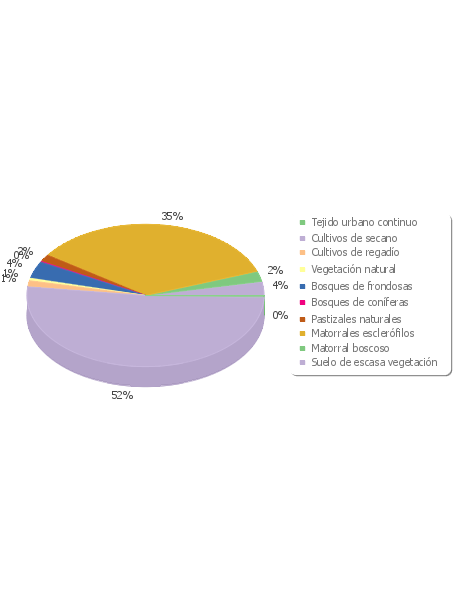 35%
2%
0%
4%
1%
1%
2%
4%
0%
52%
Tejido urbano continuo
Cultivos de secano
Cultivos de regadío
Vegetación natural
Bosques de frondosas
Bosques de coníferas
Pastizales naturales
Matorrales esclerófilos
Matorral boscoso
Suelo de escasa vegetación